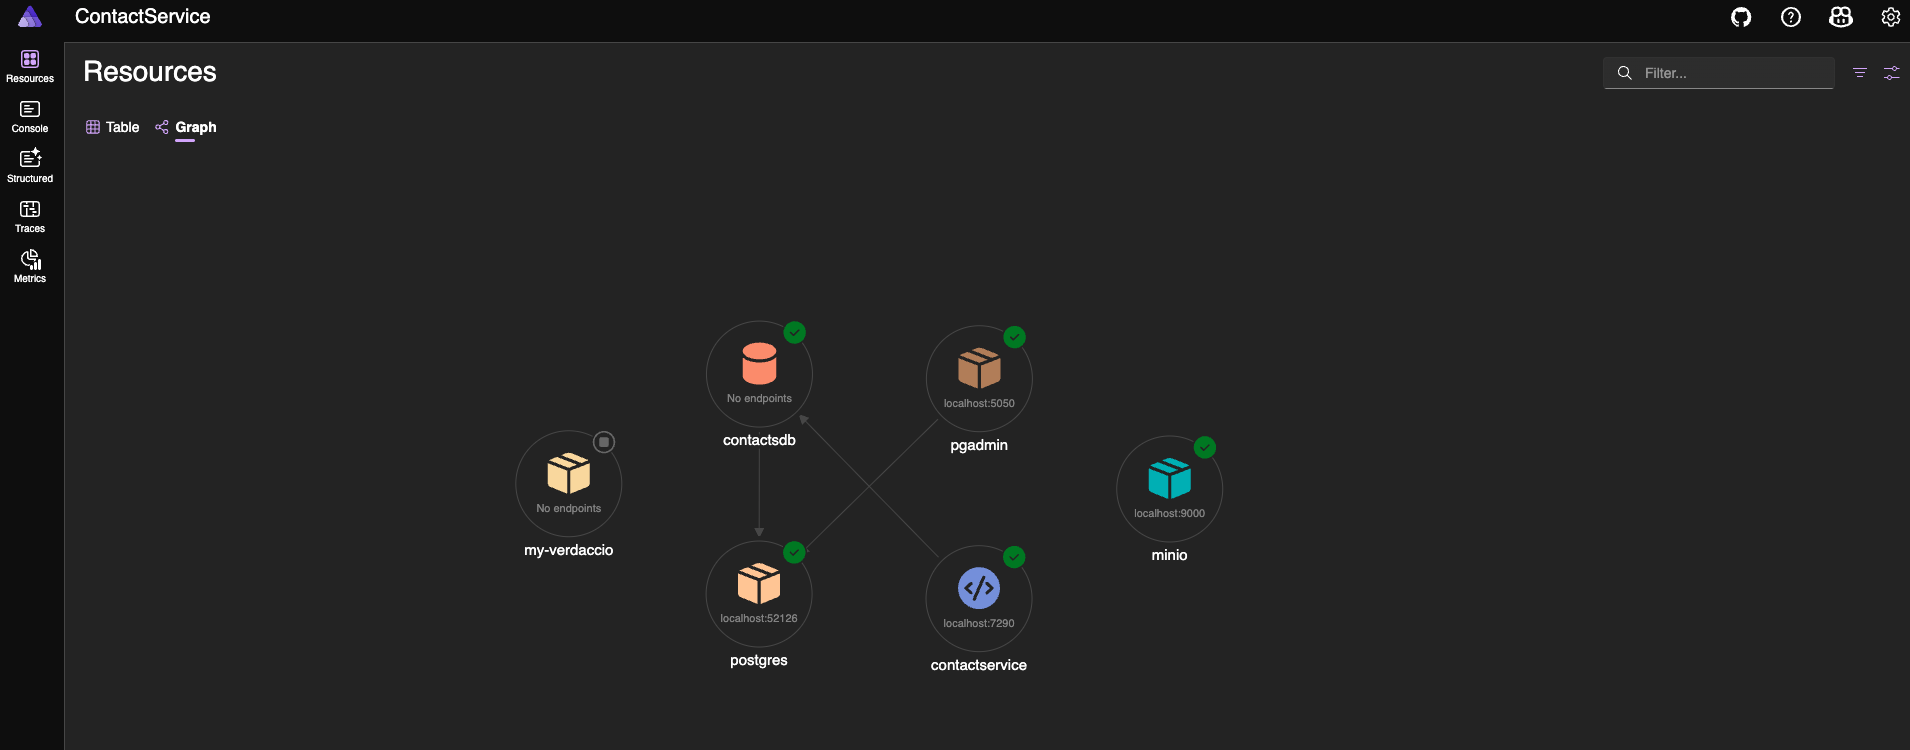 ContactService
Resources
Console
Structured
Traces
Metrics
Resources
Filter...
Table
Graph
No endpoints
contactsdb
localhost:5050
pgadmin
No endpoints
my-verdaccio
localhost:9000
minio
localhost:52126
postgres
localhost:7290
contactservice